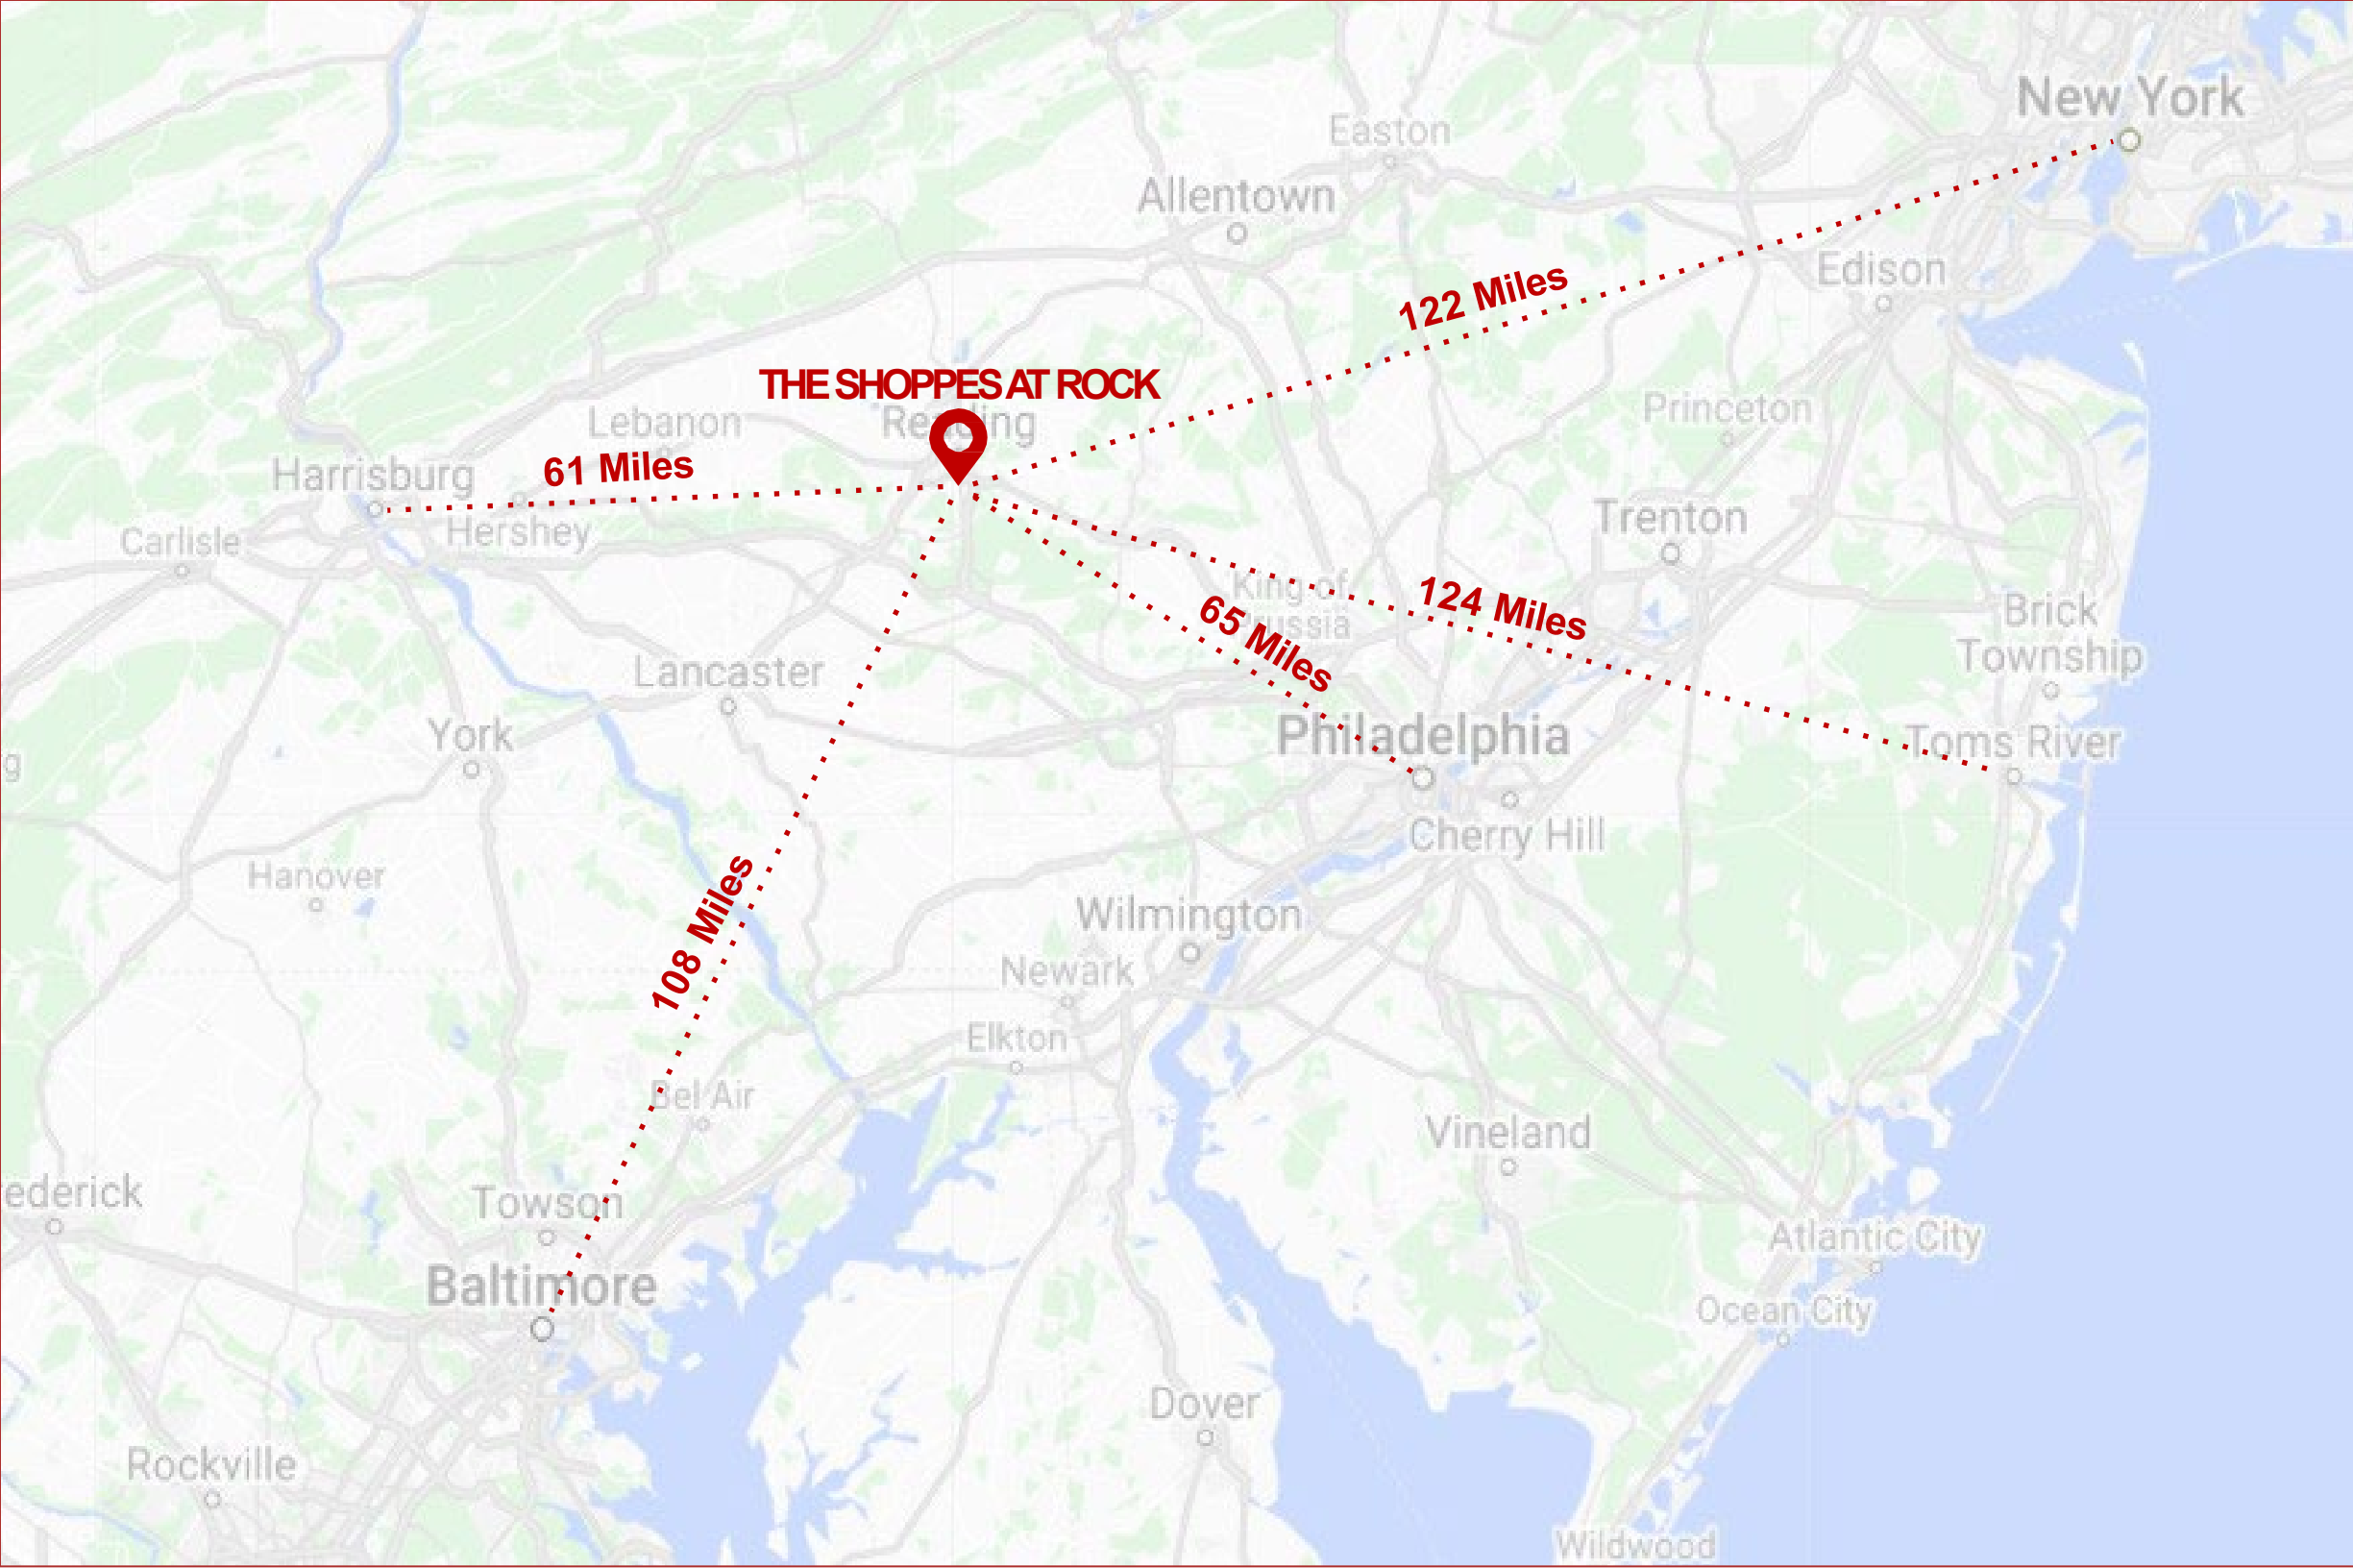 New York
Easton
Allentown
Edison
122 Miles
THE SHOPPES AT ROCK
Reading
Lebanon
Princeton
61 Miles
Harrisburg
Hershey
Carlisle
Trenton
King of
Prussia
124 Miles
65 Miles
Brick
Township
Lancaster
York
Philadelphia
Toms River
g
Cherry Hill
Hanover
108 Miles
Wilmington
Newark
Elkton
Bel Air
Vineland
ederick
Towson
Atlantic City
Baltimore
Ocean City
Dover
Rockville
Wildwood